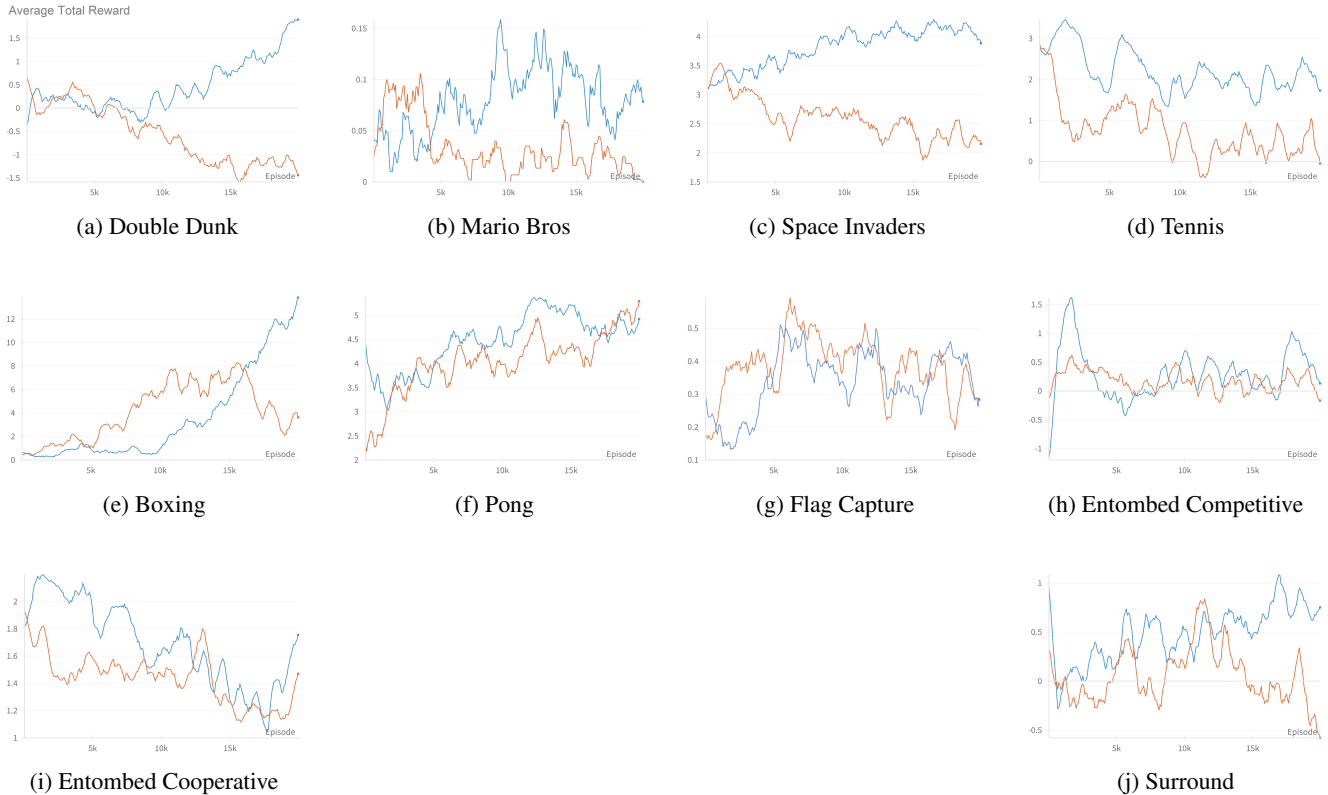 Average Total Reward
1.5
1
0.5
0
-0.5
-1
-1.5
5k 10k 15k
Episode
(a) Double Dunk
0.15
0.1
0.05
0
5k 10k 15k
Episode
(b) Mario Bros
4
3.5
3
2.5
2
1.5
5k 10k 15k
Episode
(c) Space Invaders
3
2
1
0
5k 10k 15k
Episode
(d) Tennis
12
10
8
6
4
2
0
5k 10k 15k
Episode
(e) Boxing
5
4.5
4
3.5
3
2.5
2
5k 10k 15k
Episode
(f) Pong
0.5
0.4
0.3
0.2
0.1
5k 10k 15k
Episode
(g) Flag Capture
1.5
1
0.5
0
-0.5
-1
5k 10k 15k
Episode
(h) Entombed Competitive
2
1.8
1.6
1.4
1.2
1
5k 10k 15k
Episode
(i) Entombed Cooperative
1
0.5
0
-0.5
5k 10k 15k
Episode
(j) Surround